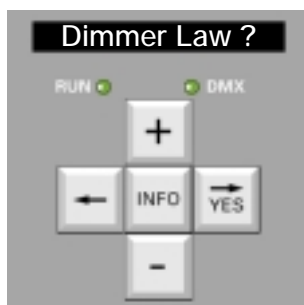 Dimmer Law ?
RUN DMX
+
INFO YES
-